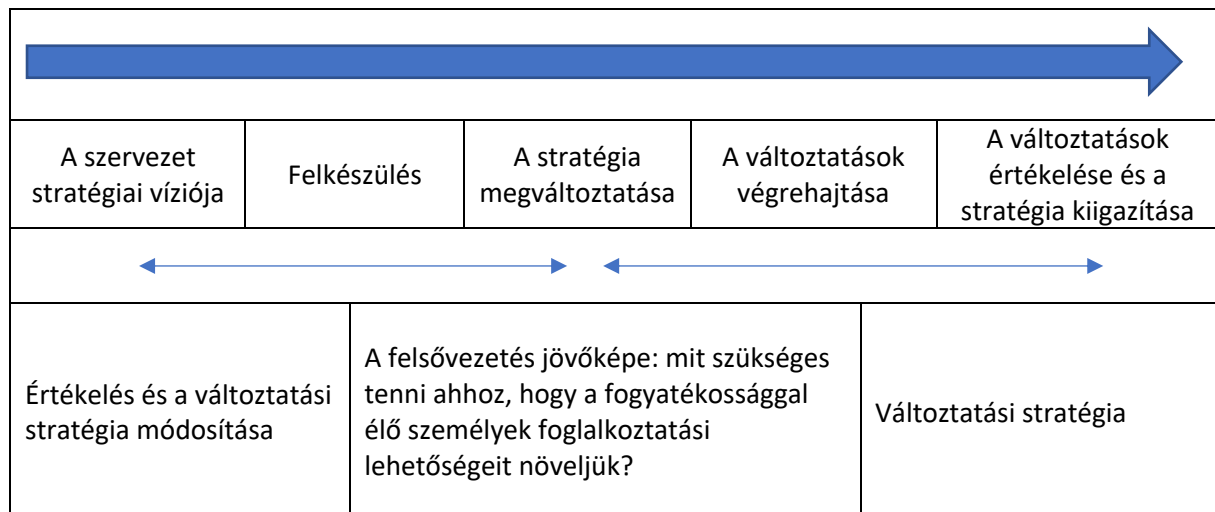 A szervezet
stratégiai víziója
Felkészülés
A stratégia
megváltoztatása
A változtatások
végrehajtása
A változtatások
értékelése és a
stratégia kiigazítása
Értékelés és a változtatási
stratégia módosítása
A felsővezetés jövőképe: mit szükséges
tenni ahhoz, hogy a fogyatékossággal
élő személyek foglalkoztatási
lehetőségeit növeljük?
Változtatási stratégia